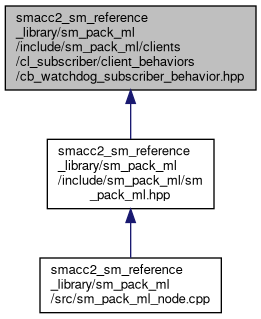 smacc2_sm_reference
_library/sm_pack_ml
/include/sm_pack_ml/clients
/cl_subscriber/client_behaviors
/cb_watchdog_subscriber_behavior.hpp
smacc2_sm_reference
_library/sm_pack_ml
/include/sm_pack_ml/sm
_pack_ml.hpp
smacc2_sm_reference
_library/sm_pack_ml
/src/sm_pack_ml_node.cpp